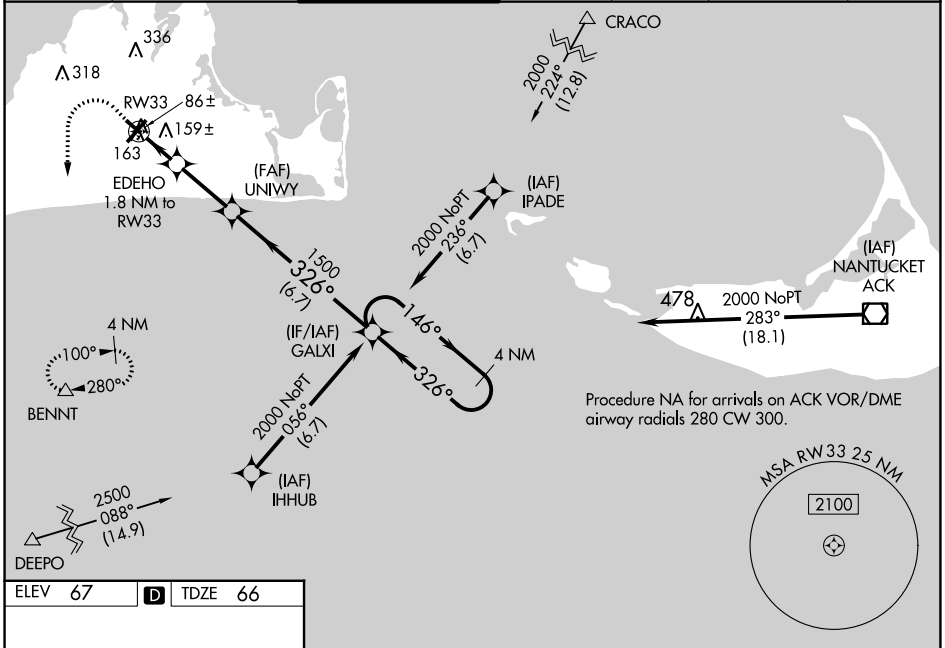 336
318
RW33
86±
159±
163
EDEHO
1.8 NM to
RW33
(FAF)
UNIWY
CRACO
2000
224°
(12.8)
(IAF)
IPADE
2000 NoPT
236°
(6.7)
1500
326°
(6.7)
(IF/IAF)
GALXI
146°
326°
4 NM
(IAF)
NANTUCKET
ACK
478
2000 NoPT
283°
(18.1)
4 NM
100°
280°
BENNT
2000 NoPT
056°
(6.7)
(IAF)
IHHUB
Procedure NA for arrivals on ACK VOR/DME
airway radials 280 CW 300.
2500
088°
(14.9)
DEEPO
MSA RW33 25 NM
2100
ELEV 67 D TDZE 66